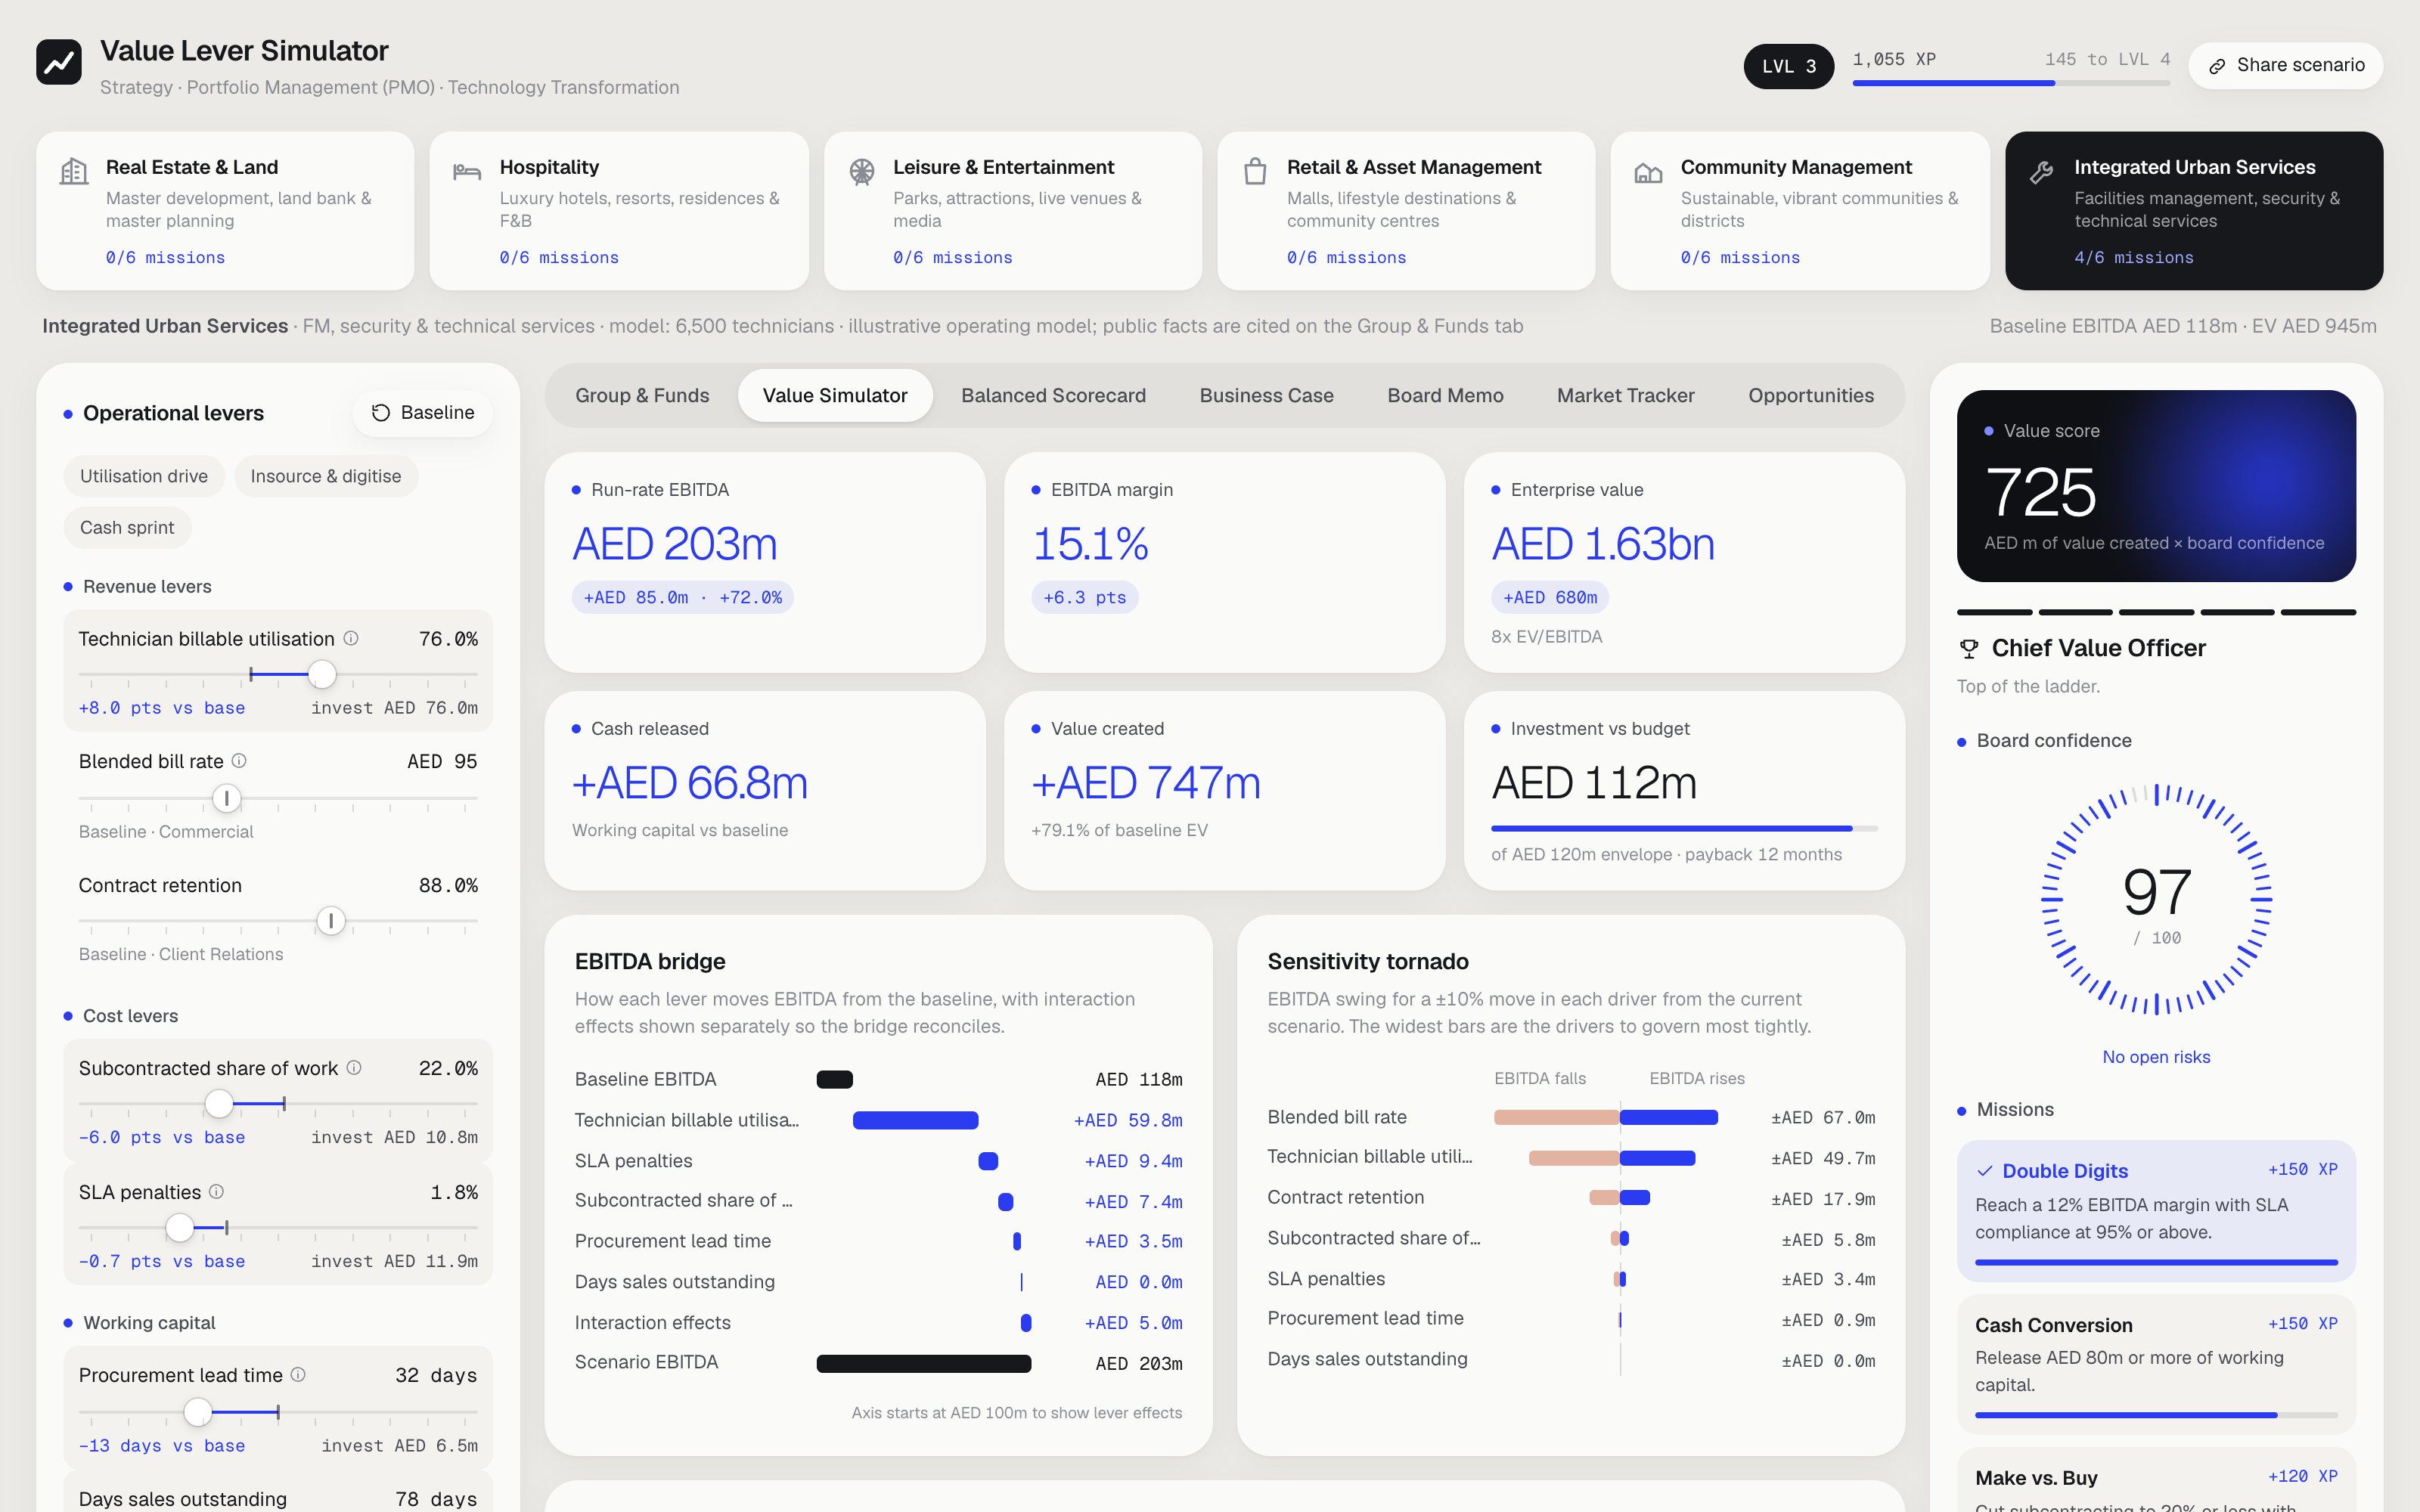 Value Lever Simulator
Strategy · Portfolio Management (PMO) · Technology Transformation
LVL 3
1,055 XP
145 to LVL 4
Share scenario
Real Estate & Land
Master development, land bank &
master planning
0/6 missions
Hospitality
Luxury hotels, resorts, residences &
F&B
0/6 missions
Leisure & Entertainment
Parks, attractions, live venues &
media
0/6 missions
Retail & Asset Management
Malls, lifestyle destinations &
community centres
0/6 missions
Community Management
Sustainable, vibrant communities &
districts
0/6 missions
Integrated Urban Services
Facilities management, security &
technical services
4/6 missions
Integrated Urban Services · FM, security & technical services · model: 6,500 technicians · illustrative operating model; public facts are cited on the Group & Funds tab
Baseline EBITDA AED 118m · EV AED 945m
Operational levers
Baseline
Utilisation drive
Insource & digitise
Cash sprint
Revenue levers
Technician billable utilisation
76.0%
+8.0 pts vs base
invest AED 76.0m
Blended bill rate
AED 95
Baseline · Commercial
Contract retention
88.0%
Baseline · Client Relations
Cost levers
Subcontracted share of work
22.0%
−6.0 pts vs base
invest AED 10.8m
SLA penalties
1.8%
−0.7 pts vs base
invest AED 11.9m
Working capital
Procurement lead time
32 days
−13 days vs base
invest AED 6.5m
Days sales outstanding
78 days
Group & Funds
Value Simulator
Balanced Scorecard
Business Case
Board Memo
Market Tracker
Opportunities
Run-rate EBITDA
AED 203m
+AED 85.0m · +72.0%
EBITDA margin
15.1%
+6.3 pts
Enterprise value
AED 1.63bn
+AED 680m
8x EV/EBITDA
Cash released
+AED 66.8m
Working capital vs baseline
Value created
+AED 747m
+79.1% of baseline EV
Investment vs budget
AED 112m
of AED 120m envelope · payback 12 months
EBITDA bridge
How each lever moves EBITDA from the baseline, with interaction
effects shown separately so the bridge reconciles.
Baseline EBITDA
AED 118m
Technician billable utilisa...
+AED 59.8m
SLA penalties
+AED 9.4m
Subcontracted share of ...
+AED 7.4m
Procurement lead time
+AED 3.5m
Days sales outstanding
AED 0.0m
Interaction effects
+AED 5.0m
Scenario EBITDA
AED 203m
Axis starts at AED 100m to show lever effects
Sensitivity tornado
EBITDA swing for a ±10% move in each driver from the current
scenario. The widest bars are the drivers to govern most tightly.
EBITDA falls
EBITDA rises
Blended bill rate
±AED 67.0m
Technician billable utili...
±AED 49.7m
Contract retention
±AED 17.9m
Subcontracted share of...
±AED 5.8m
SLA penalties
±AED 3.4m
Procurement lead time
±AED 0.9m
Days sales outstanding
±AED 0.0m
Value score
725
AED m of value created × board confidence
Chief Value Officer
Top of the ladder.
Board confidence
97
/ 100
No open risks
Missions
Double Digits
+150 XP
Reach a 12% EBITDA margin with SLA
compliance at 95% or above.
Cash Conversion
+150 XP
Release AED 80m or more of working
capital.
Make vs. Buy
+120 XP
Cut subcontracting to 20% or less with